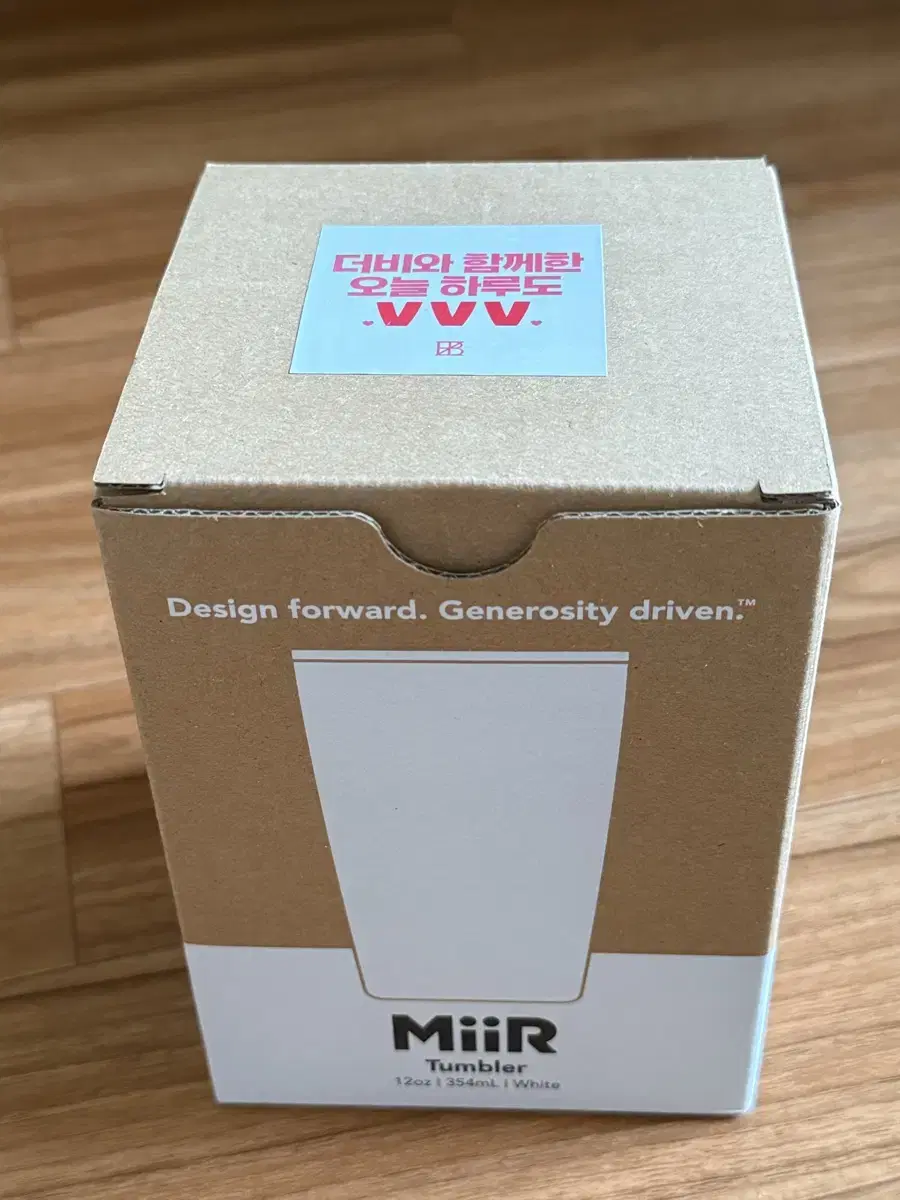 더비와 함께한
오늘 하루도
VVV
Design forward. Generosity driven.™
MiiR
Tumbler
12oz | 354mL | White